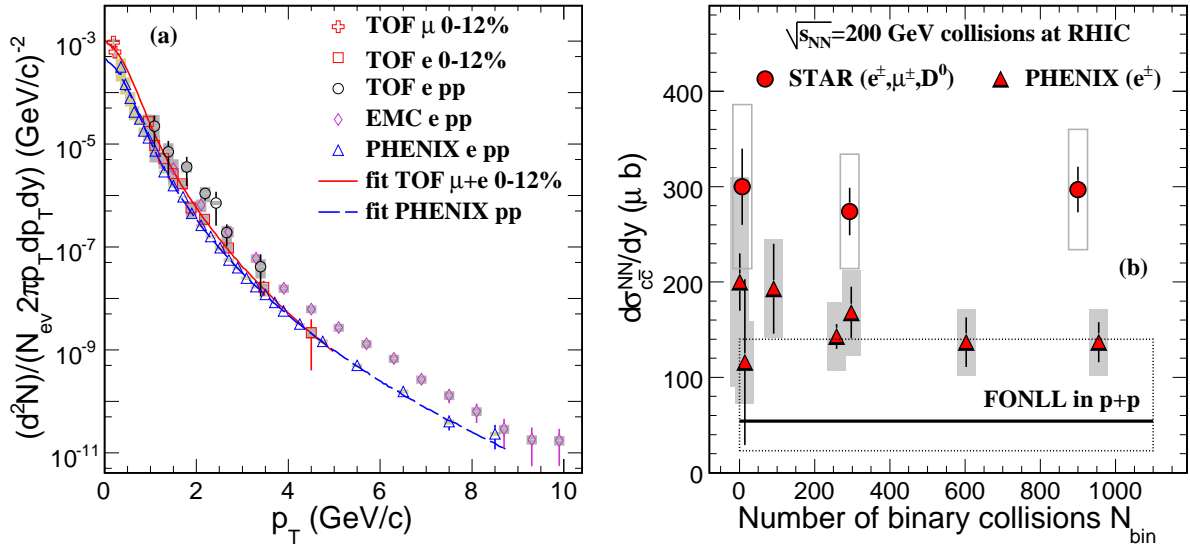 (a)
TOF μ 0-12%
TOF e 0-12%
TOF e pp
EMC e pp
PHENIX e pp
fit TOF μ+e 0-12%
fit PHENIX pp
(d²N)/(N_ev 2πp_T dp_T dy) (GeV/c)⁻²
10⁻³
10⁻⁵
10⁻⁷
10⁻⁹
10⁻¹¹
0 2 4 6 8 10
p_T (GeV/c)
√s_NN=200 GeV collisions at RHIC
STAR (e±,μ±,D⁰) PHENIX (e±)
(b)
FONLL in p+p
dσ_cc̄^NN/dy (μ b)
400
300
200
100
0
0 200 400 600 800 1000
Number of binary collisions N_bin